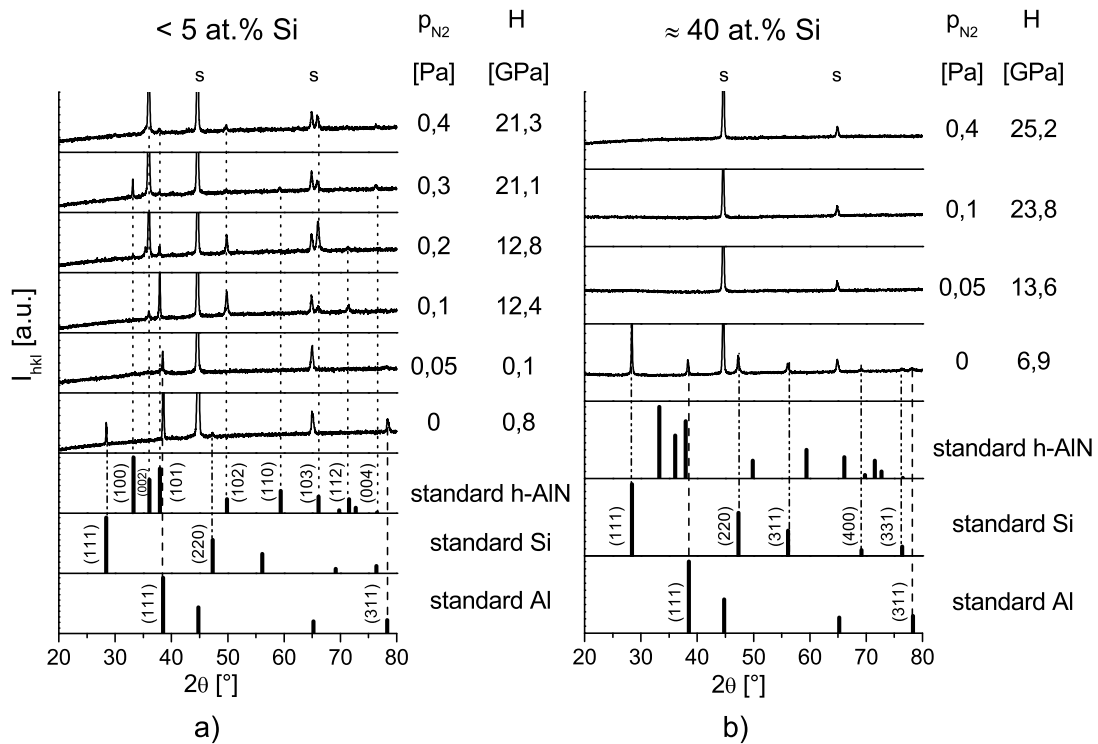 < 5 at.% Si
p_N2 H
[Pa] [GPa]
s s
0,4 21,3
0,3 21,1
0,2 12,8
0,1 12,4
0,05 0,1
0 0,8
(100) (002) (101) (102) (110) (103) (112) (004)
standard h-AlN
(111) (220)
standard Si
(111) (311)
standard Al
I_hkl [a.u.]
20 30 40 50 60 70 80
2θ [°]
a)
≈ 40 at.% Si
p_N2 H
[Pa] [GPa]
s s
0,4 25,2
0,1 23,8
0,05 13,6
0 6,9
standard h-AlN
(111) (220) (311) (400) (331)
standard Si
(111) (311)
standard Al
20 30 40 50 60 70 80
2θ [°]
b)